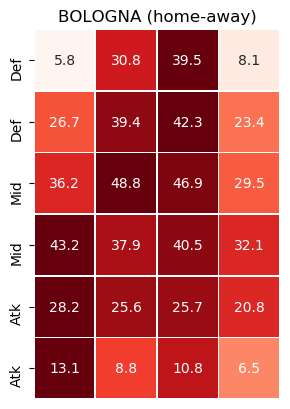 BOLOGNA (home-away)
Def 5.8 30.8 39.5 8.1
Def 26.7 39.4 42.3 23.4
Mid 36.2 48.8 46.9 29.5
Mid 43.2 37.9 40.5 32.1
Atk 28.2 25.6 25.7 20.8
Atk 13.1 8.8 10.8 6.5